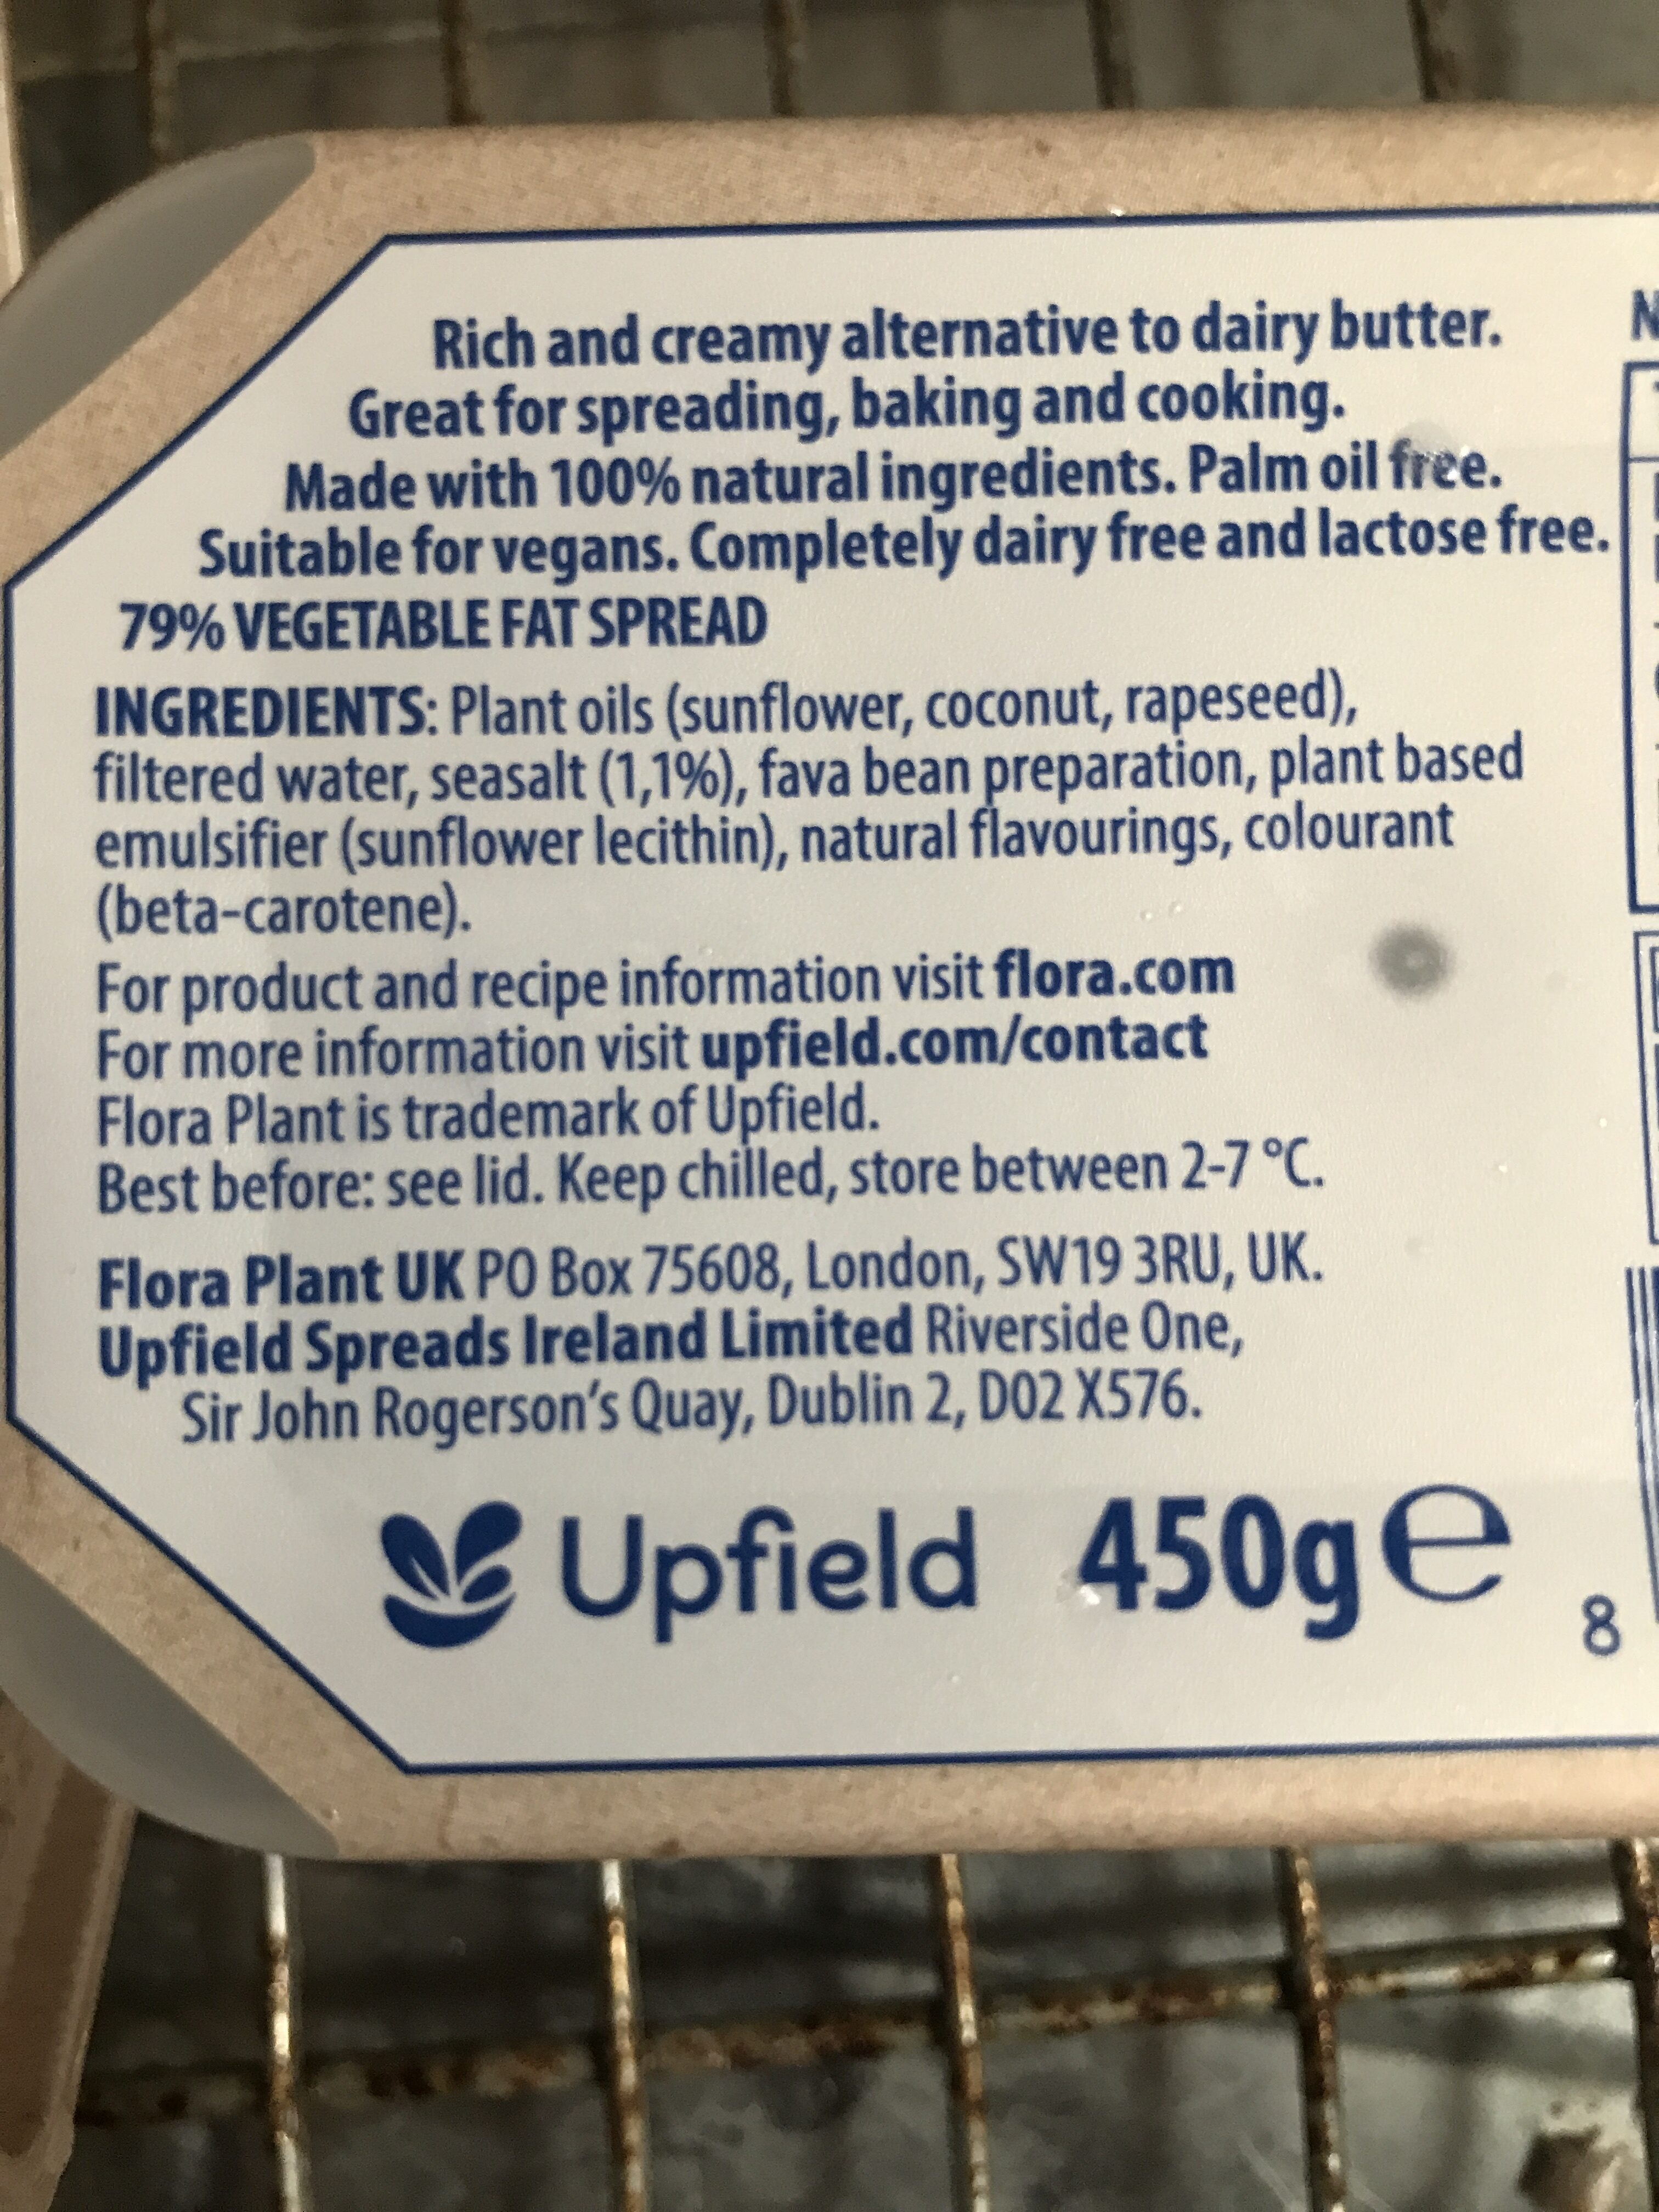 Rich and creamy alternative to dairy butter.
Great for spreading, baking and cooking.
Made with 100% natural ingredients. Palm oil free.
Suitable for vegans. Completely dairy free and lactose free.
79% VEGETABLE FAT SPREAD
INGREDIENTS: Plant oils (sunflower, coconut, rapeseed),
filtered water, seasalt (1,1%), fava bean preparation, plant based
emulsifier (sunflower lecithin), natural flavourings, colourant
(beta-carotene).
For product and recipe information visit flora.com
For more information visit upfield.com/contact
Flora Plant is trademark of Upfield.
Best before: see lid. Keep chilled, store between 2-7 °C.
Flora Plant UK PO Box 75608, London, SW19 3RU, UK.
Upfield Spreads Ireland Limited Riverside One,
Sir John Rogerson's Quay, Dublin 2, D02 X576.
Upfield 450g e
8